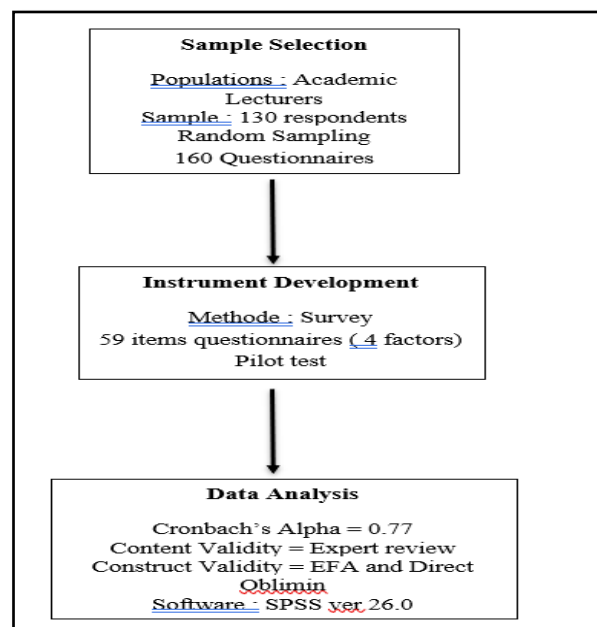 Sample Selection
Populations : Academic
Lecturers
Sample : 130 respondents
Random Sampling
160 Questionnaires
Instrument Development
Methode : Survey
59 items questionnaires ( 4 factors)
Pilot test
Data Analysis
Cronbach's Alpha = 0.77
Content Validity = Expert review
Construct Validity = EFA and Direct
Oblimin
Software : SPSS ver 26.0